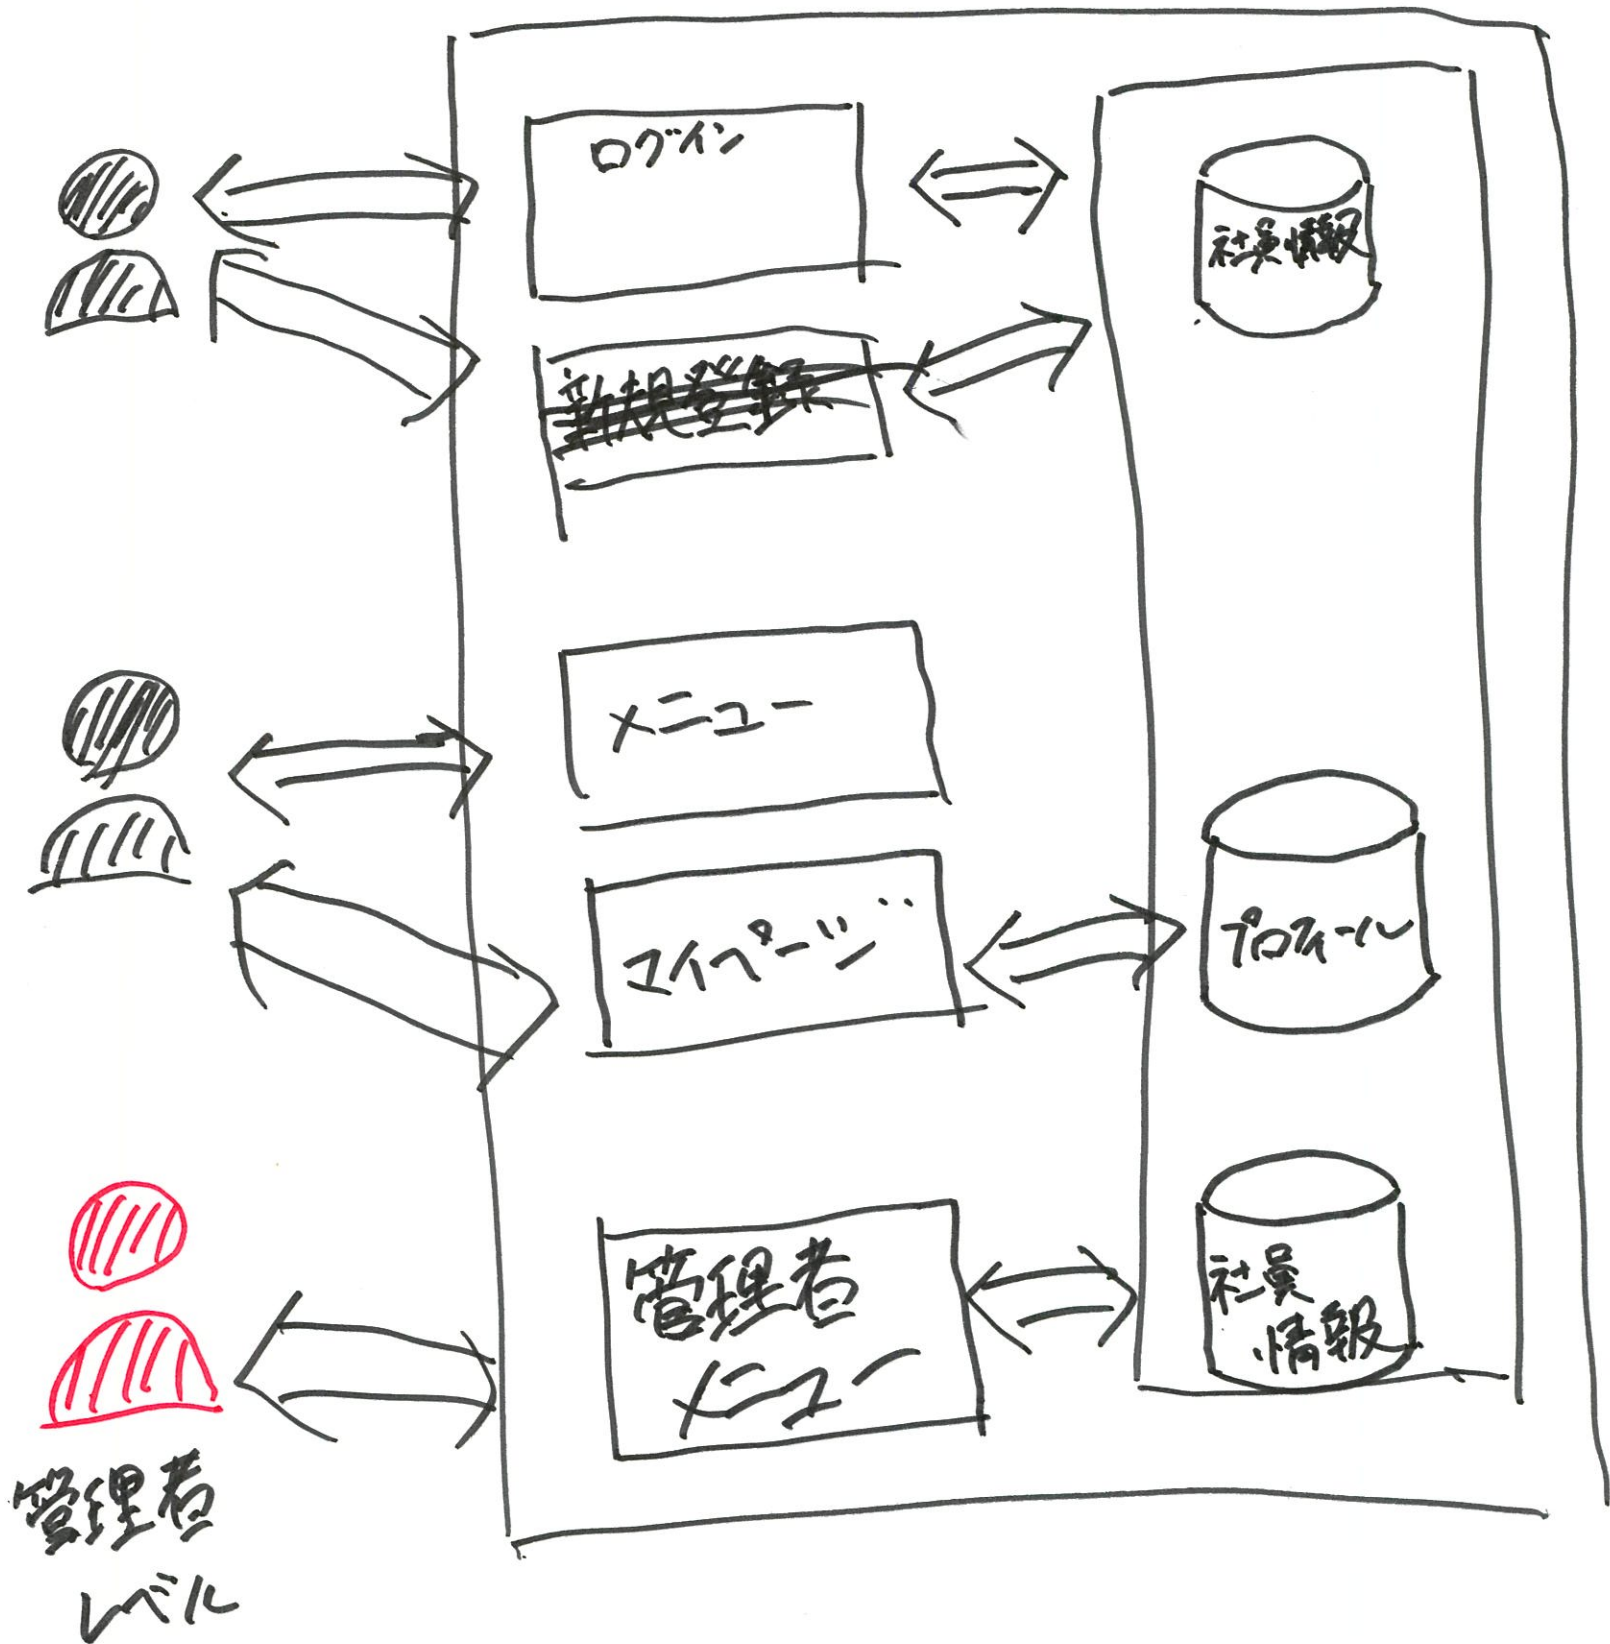 ログイン
社員情報
新規登録
メニュー
マイページ
プロフィール
管理者
メニュー
社員
情報
管理者
レベル